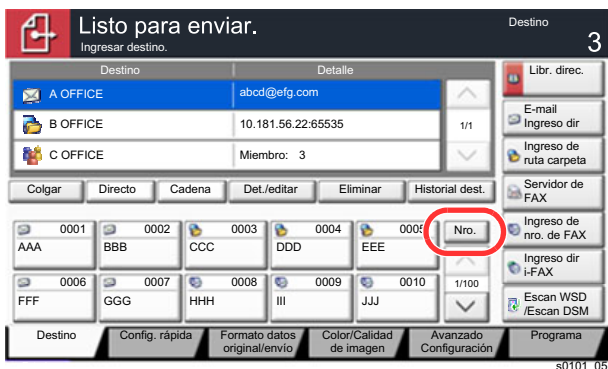 Listo para enviar.
Ingresar destino.
Destino
3
Destino Detalle
A OFFICE abcd@efg.com
B OFFICE 10.181.56.22:65535
C OFFICE Miembro: 3
1/1
Libr. direc.
E-mail
Ingreso dir
Ingreso de
ruta carpeta
Servidor de
FAX
Ingreso de
nro. de FAX
Ingreso dir
i-FAX
Escan WSD
/Escan DSM
Colgar Directo Cadena Det./editar Eliminar Historial dest.
0001 0002 0003 0004 0005
AAA BBB CCC DDD EEE
Nro.
0006 0007 0008 0009 0010
FFF GGG HHH III JJJ
1/100
Destino Config. rápida Formato datos Color/Calidad Avanzado Programa
original/envío de imagen Configuración
s0101_05